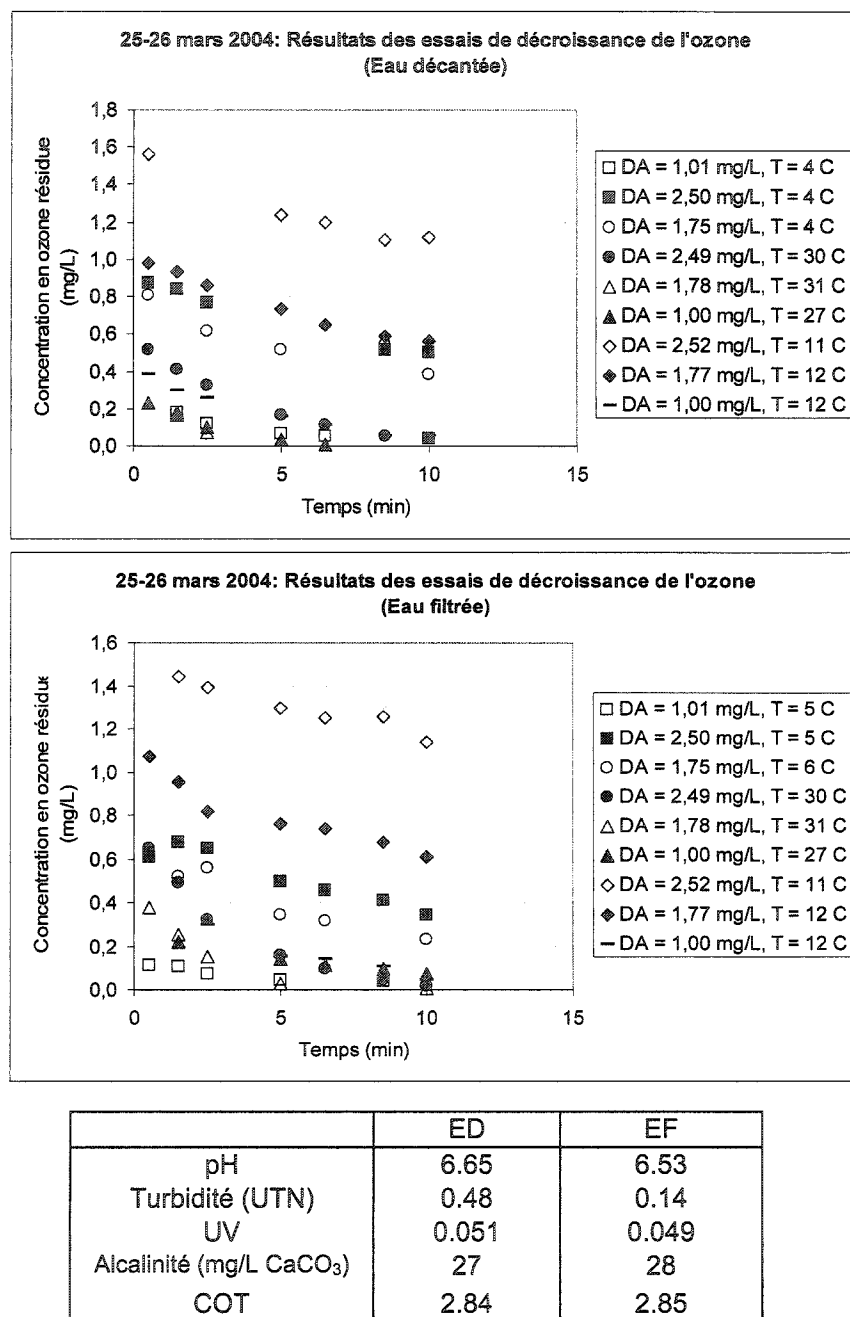 25-26 mars 2004: Résultats des essais de décroissance de l'ozone
(Eau décantée)
Concentration en ozone résidue
(mg/L)
1,8
1,6
1,4
1,2
1,0
0,8
0,6
0,4
0,2
0,0
0
5
10
15
Temps (min)
DA = 1,01 mg/L, T = 4 C
DA = 2,50 mg/L, T = 4 C
DA = 1,75 mg/L, T = 4 C
DA = 2,49 mg/L, T = 30 C
DA = 1,78 mg/L, T = 31 C
DA = 1,00 mg/L, T = 27 C
DA = 2,52 mg/L, T = 11 C
DA = 1,77 mg/L, T = 12 C
DA = 1,00 mg/L, T = 12 C
25-26 mars 2004: Résultats des essais de décroissance de l'ozone
(Eau filtrée)
Concentration en ozone résidue
(mg/L)
1,6
1,4
1,2
1,0
0,8
0,6
0,4
0,2
0,0
0
5
10
15
Temps (min)
DA = 1,01 mg/L, T = 5 C
DA = 2,50 mg/L, T = 5 C
DA = 1,75 mg/L, T = 6 C
DA = 2,49 mg/L, T = 30 C
DA = 1,78 mg/L, T = 31 C
DA = 1,00 mg/L, T = 27 C
DA = 2,52 mg/L, T = 11 C
DA = 1,77 mg/L, T = 12 C
DA = 1,00 mg/L, T = 12 C
ED EF
pH 6.65 6.53
Turbidité (UTN) 0.48 0.14
UV 0.051 0.049
Alcalinité (mg/L CaCO₃) 27 28
COT 2.84 2.85